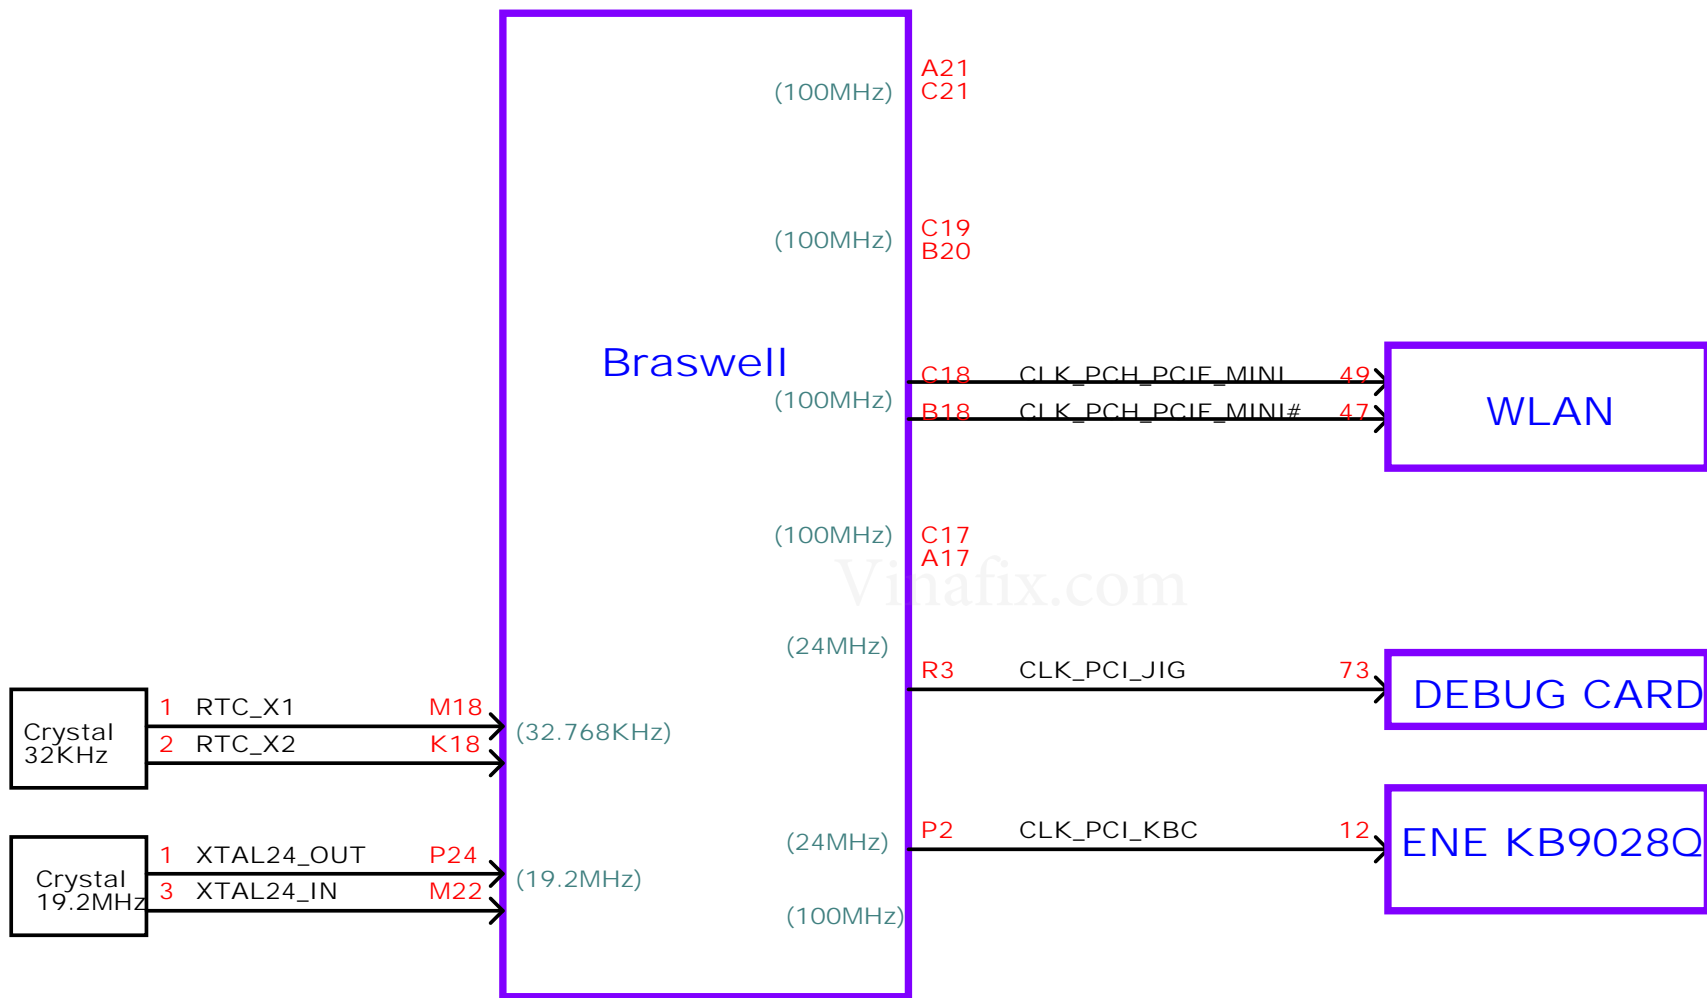 A21
(100MHz) C21
C19
(100MHz) B20
Braswell
C18 CLK_PCH_PCIE_MINI 49
(100MHz)
B18 CLK_PCH_PCIE_MINI# 47
WLAN
(100MHz) C17
A17
Vinafix.com
(24MHz)
R3 CLK_PCI_JIG 73
DEBUG CARD
1 RTC_X1 M18
Crystal
32KHz
2 RTC_X2 K18
(32.768KHz)
P2 CLK_PCI_KBC 12
(24MHz)
ENE KB9028Q
1 XTAL24_OUT P24
Crystal
19.2MHz
3 XTAL24_IN M22
(19.2MHz)
(100MHz)